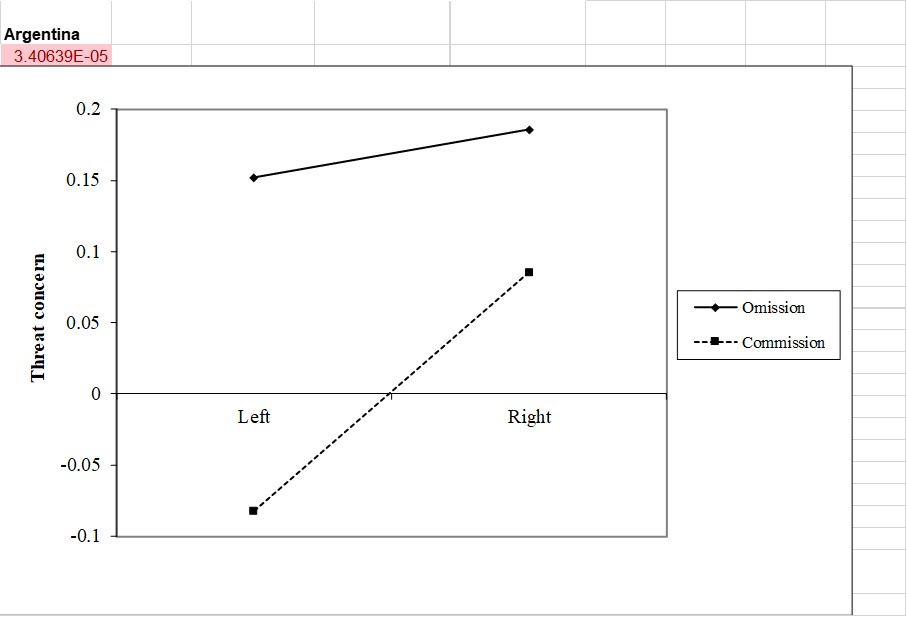 Argentina
3.40639E-05
0.2
0.15
0.1
0.05
0
-0.05
-0.1
Threat concern
Left
Right
Omission
Commission